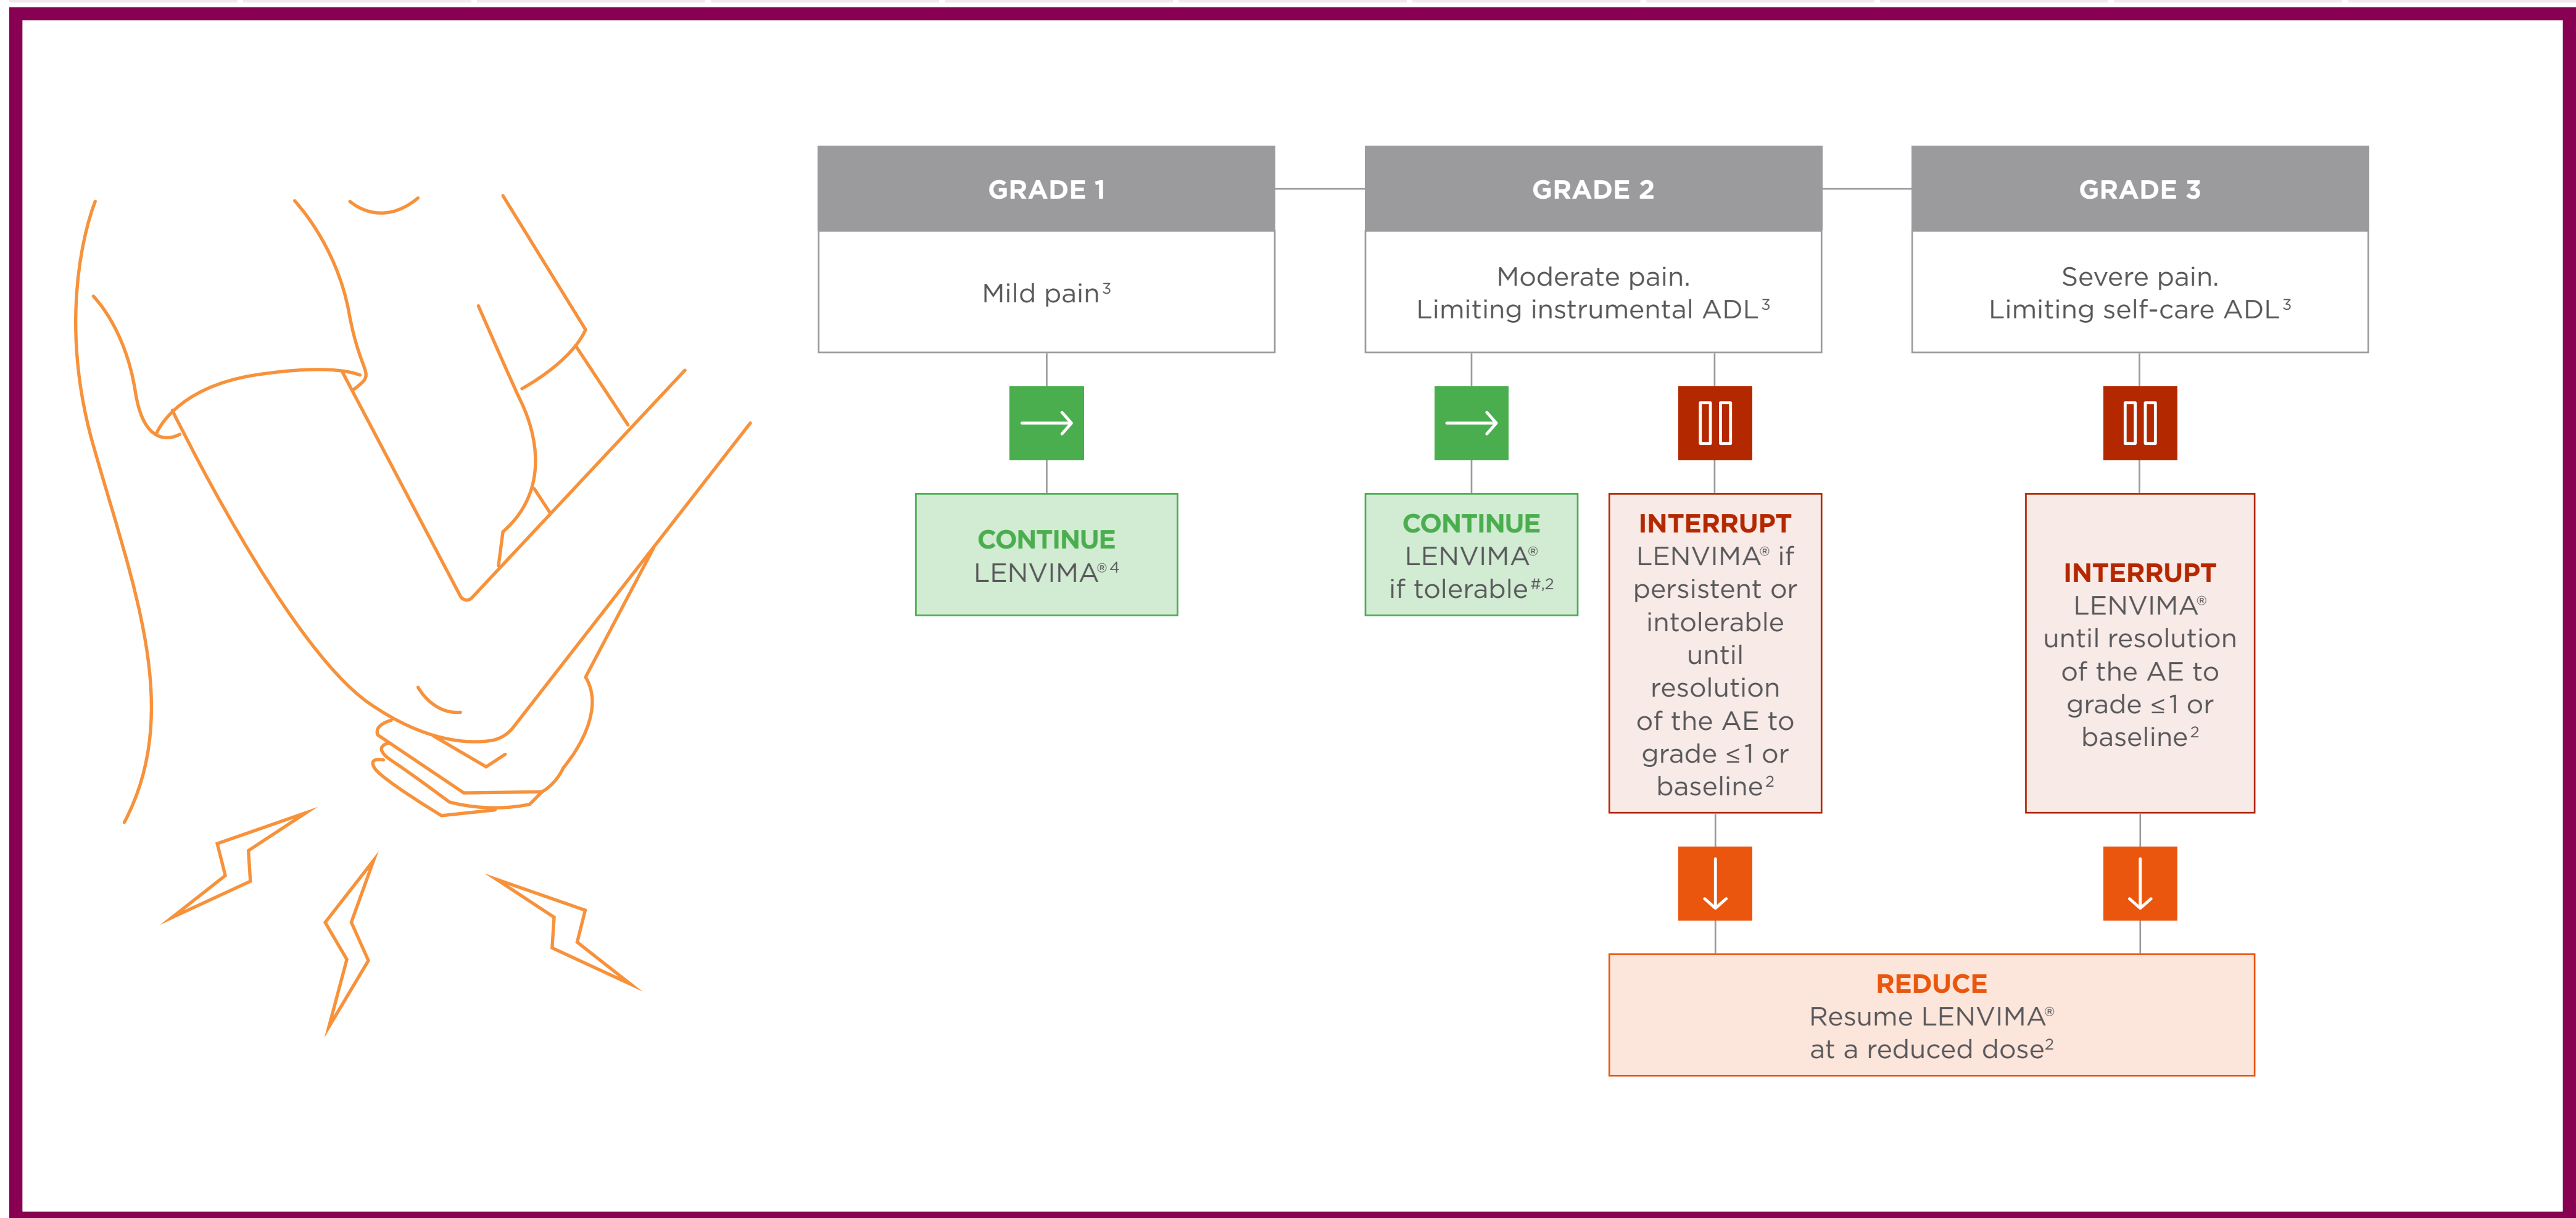 GRADE 1
Mild pain³
CONTINUE
LENVIMA®⁴
GRADE 2
Moderate pain.
Limiting instrumental ADL³
CONTINUE
LENVIMA®
if tolerable#,2
INTERRUPT
LENVIMA® if
persistent or
intolerable
until
resolution
of the AE to
grade ≤1 or
baseline²
GRADE 3
Severe pain.
Limiting self-care ADL³
INTERRUPT
LENVIMA®
until resolution
of the AE to
grade ≤1 or
baseline²
REDUCE
Resume LENVIMA®
at a reduced dose²